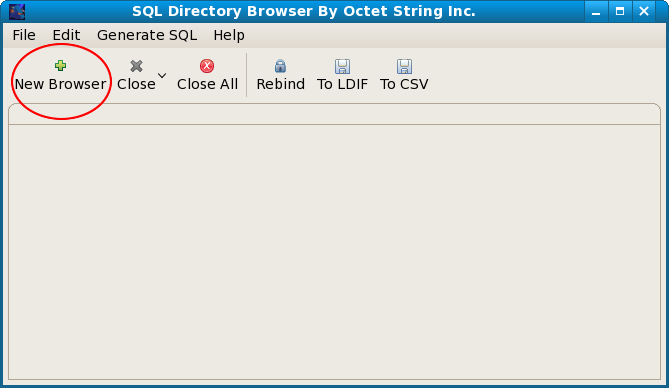 SQL Directory Browser By Octet String Inc.
File Edit Generate SQL Help
New Browser Close Close All Rebind To LDIF To CSV